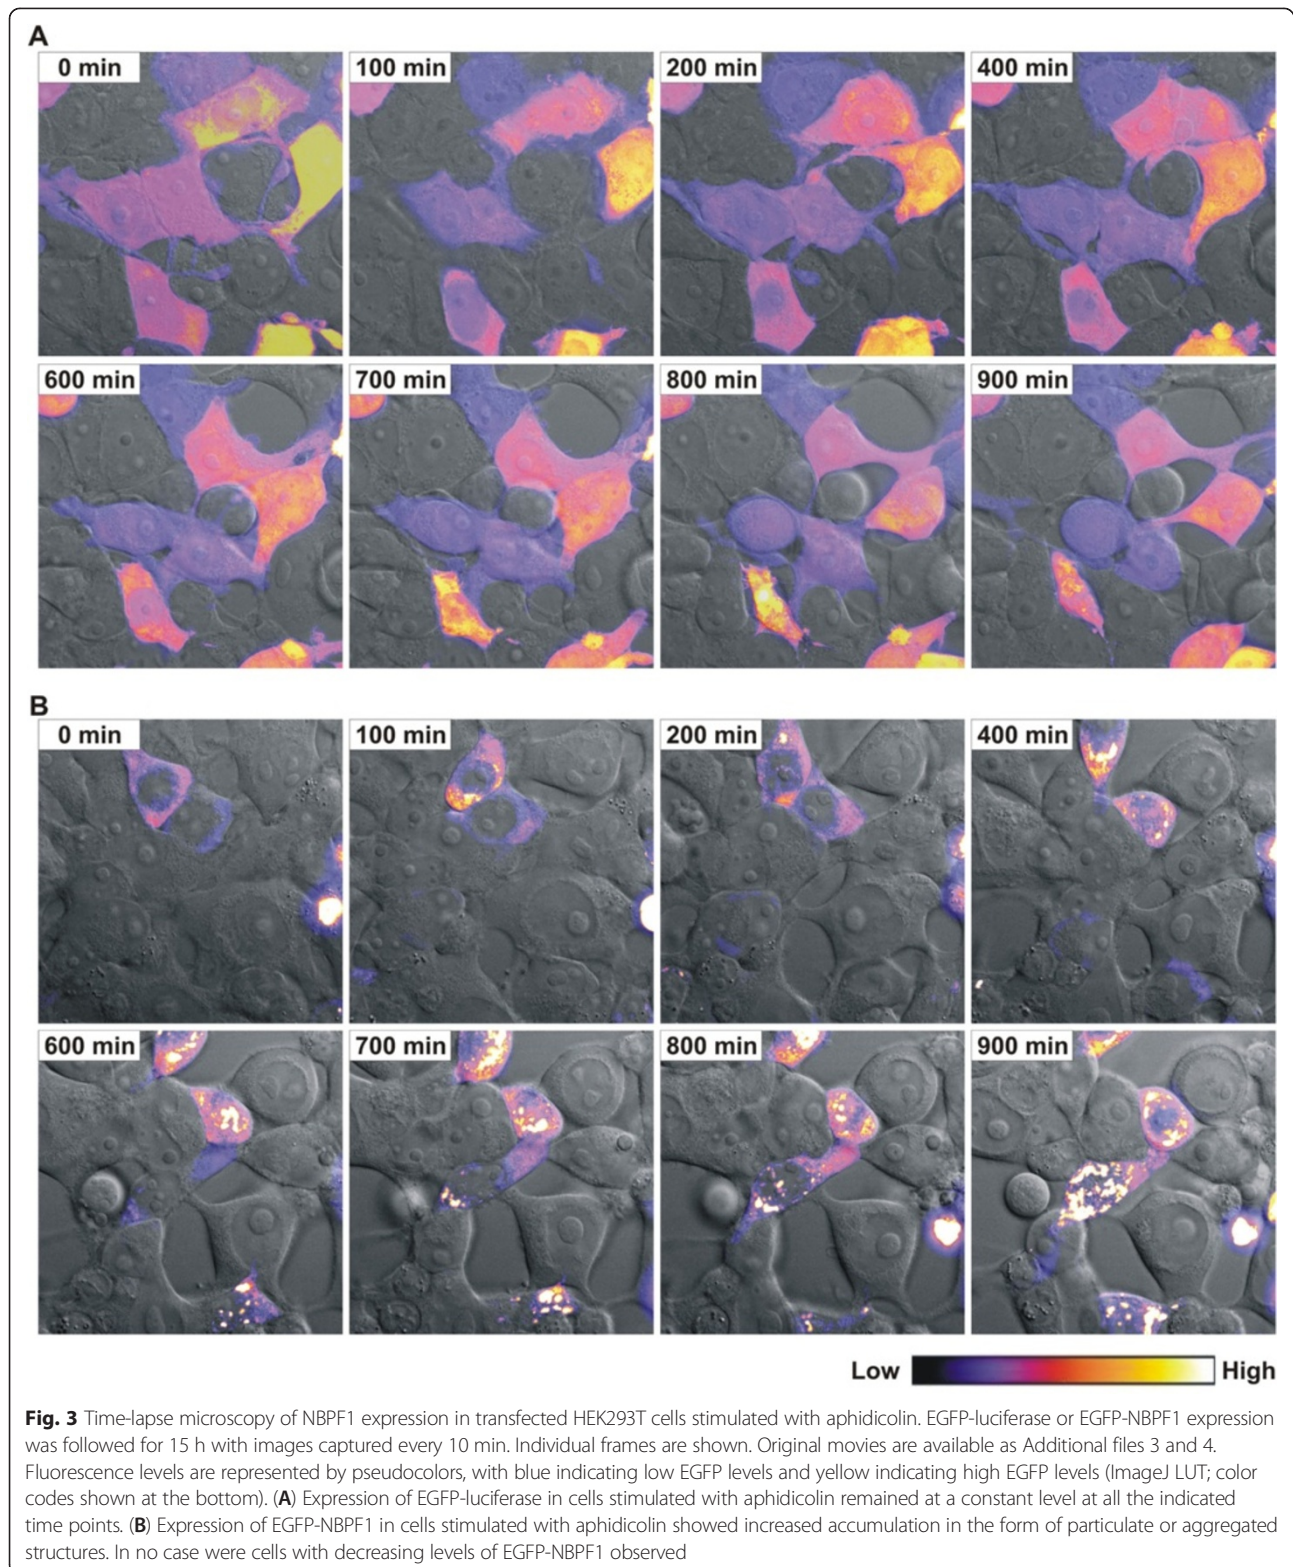 A
0 min
100 min
200 min
400 min
600 min
700 min
800 min
900 min
B
0 min
100 min
200 min
400 min
600 min
700 min
800 min
900 min
Low High
Fig. 3 Time-lapse microscopy of NBPF1 expression in transfected HEK293T cells stimulated with aphidicolin. EGFP-luciferase or EGFP-NBPF1 expression
was followed for 15 h with images captured every 10 min. Individual frames are shown. Original movies are available as Additional files 3 and 4.
Fluorescence levels are represented by pseudocolors, with blue indicating low EGFP levels and yellow indicating high EGFP levels (ImageJ LUT; color
codes shown at the bottom). (A) Expression of EGFP-luciferase in cells stimulated with aphidicolin remained at a constant level at all the indicated
time points. (B) Expression of EGFP-NBPF1 in cells stimulated with aphidicolin showed increased accumulation in the form of particulate or aggregated
structures. In no case were cells with decreasing levels of EGFP-NBPF1 observed